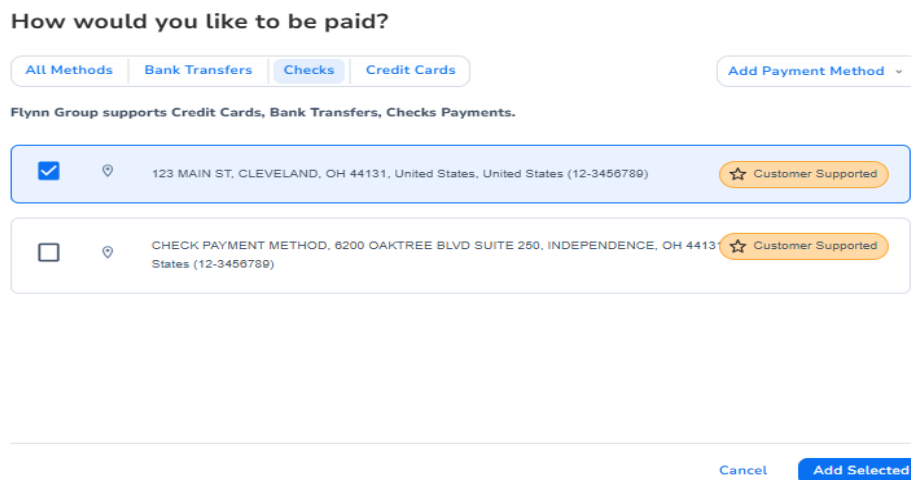 How would you like to be paid?
All Methods Bank Transfers Checks Credit Cards Add Payment Method
Flynn Group supports Credit Cards, Bank Transfers, Checks Payments.
123 MAIN ST, CLEVELAND, OH 44131, United States, United States (12-3456789) Customer Supported
CHECK PAYMENT METHOD, 6200 OAKTREE BLVD SUITE 250, INDEPENDENCE, OH 44131 Customer Supported
States (12-3456789)
Cancel Add Selected